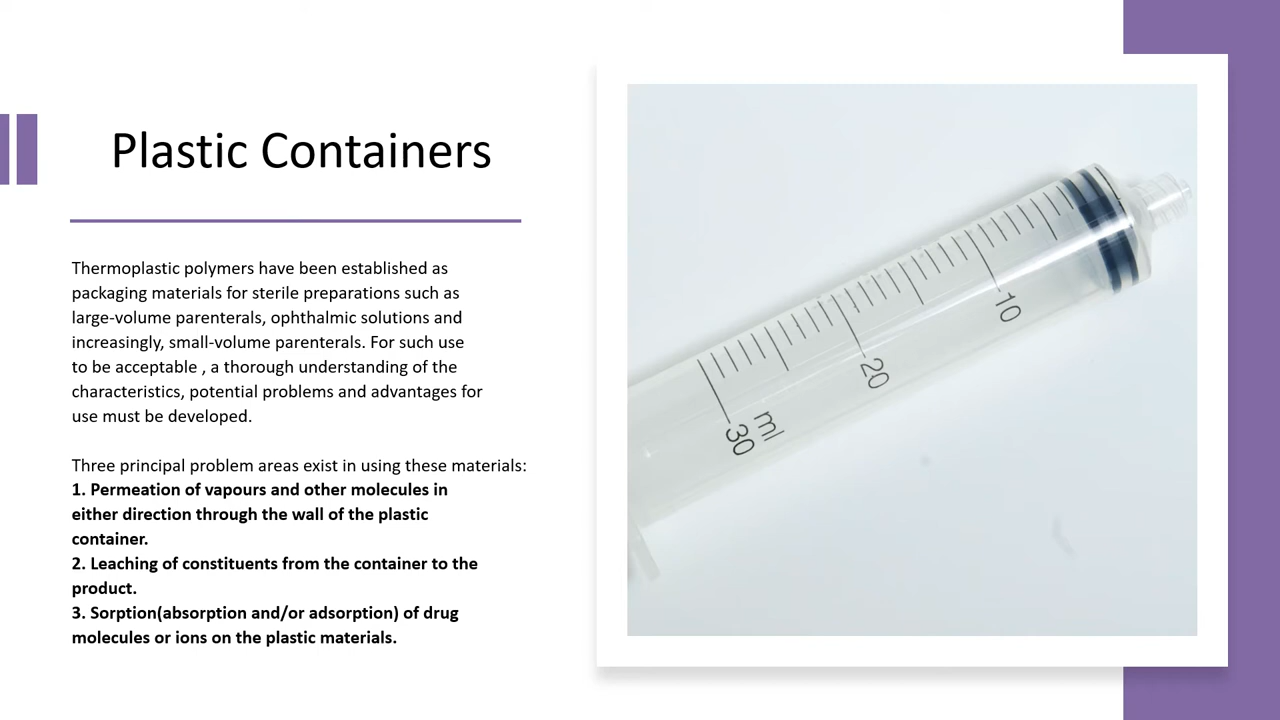 Plastic Containers
Thermoplastic polymers have been established as
packaging materials for sterile preparations such as
large-volume parenterals, ophthalmic solutions and
increasingly, small-volume parenterals. For such use
to be acceptable , a thorough understanding of the
characteristics, potential problems and advantages for
use must be developed.
Three principal problem areas exist in using these materials:
1. Permeation of vapours and other molecules in
either direction through the wall of the plastic
container.
2. Leaching of constituents from the container to the
product.
3. Sorption(absorption and/or adsorption) of drug
molecules or ions on the plastic materials.
10
20
30
ml